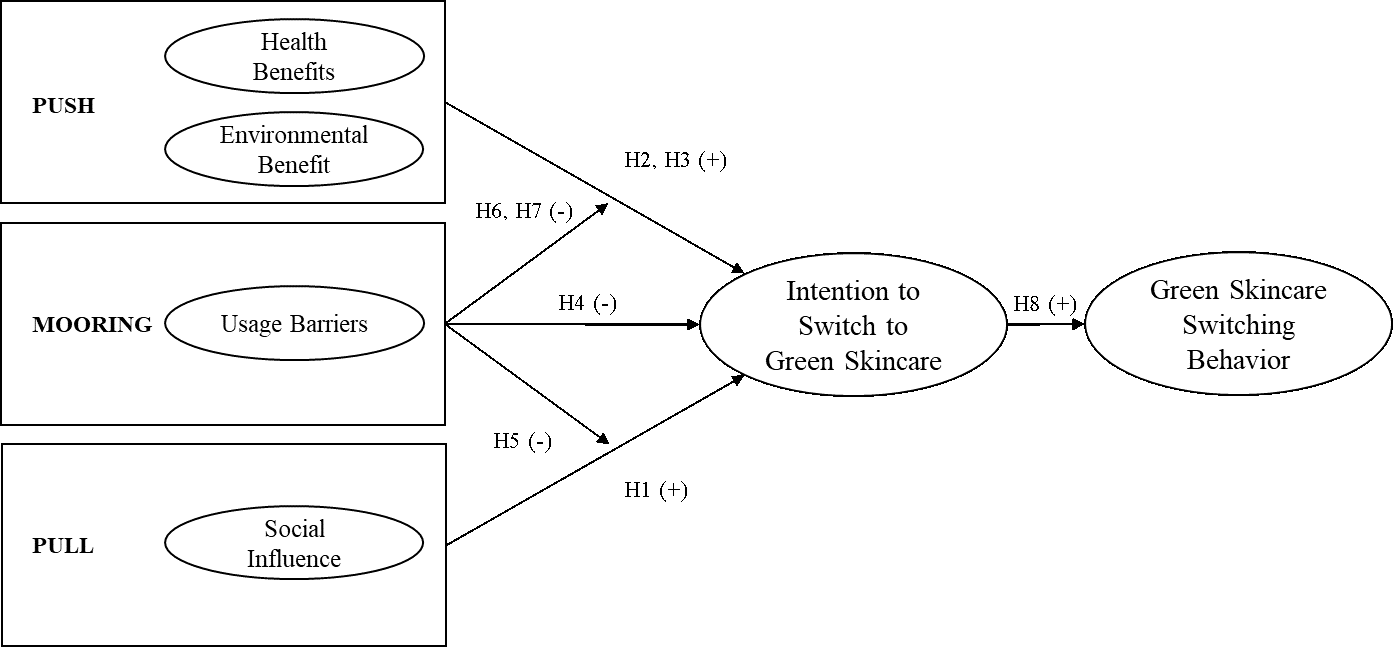 PUSH
Health
Benefits
Environmental
Benefit
H2, H3 (+)
H6, H7 (-)
MOORING
Usage Barriers
H4 (-)
Intention to
Switch to
Green Skincare
H8 (+)
Green Skincare
Switching
Behavior
H5 (-)
H1 (+)
PULL
Social
Influence